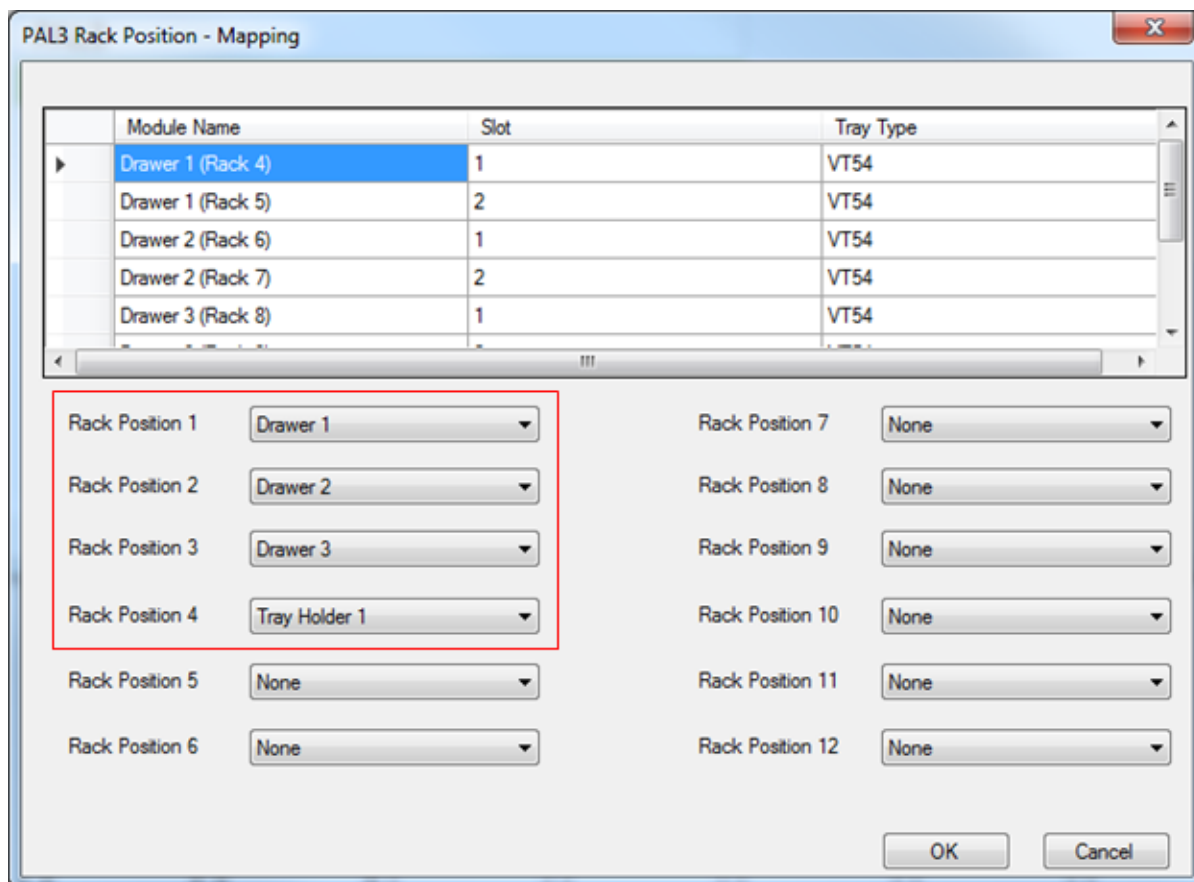 PAL3 Rack Position - Mapping
Module Name Slot Tray Type
Drawer 1 (Rack 4) 1 VT54
Drawer 1 (Rack 5) 2 VT54
Drawer 2 (Rack 6) 1 VT54
Drawer 2 (Rack 7) 2 VT54
Drawer 3 (Rack 8) 1 VT54
Rack Position 1 Drawer 1 Rack Position 7 None
Rack Position 2 Drawer 2 Rack Position 8 None
Rack Position 3 Drawer 3 Rack Position 9 None
Rack Position 4 Tray Holder 1 Rack Position 10 None
Rack Position 5 None Rack Position 11 None
Rack Position 6 None Rack Position 12 None
OK Cancel